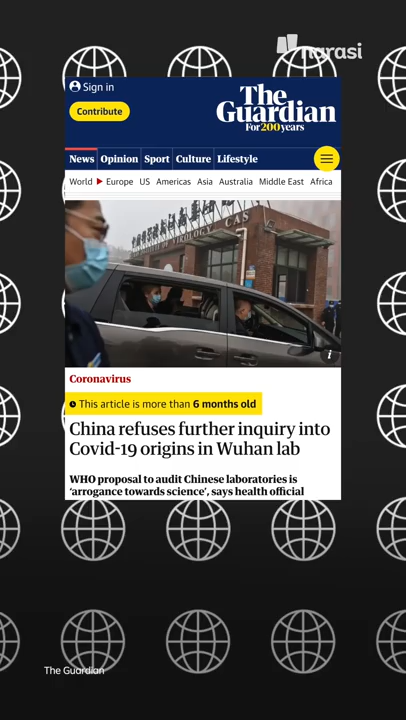 narasi
Sign in
Contribute
The
Guardian
For 200 years
News Opinion Sport Culture Lifestyle
World Europe US Americas Asia Australia Middle East Africa
OF VIROLOGY CAS
i
Coronavirus
This article is more than 6 months old
China refuses further inquiry into
Covid-19 origins in Wuhan lab
WHO proposal to audit Chinese laboratories is
‘arrogance towards science’, says health official
The Guardian